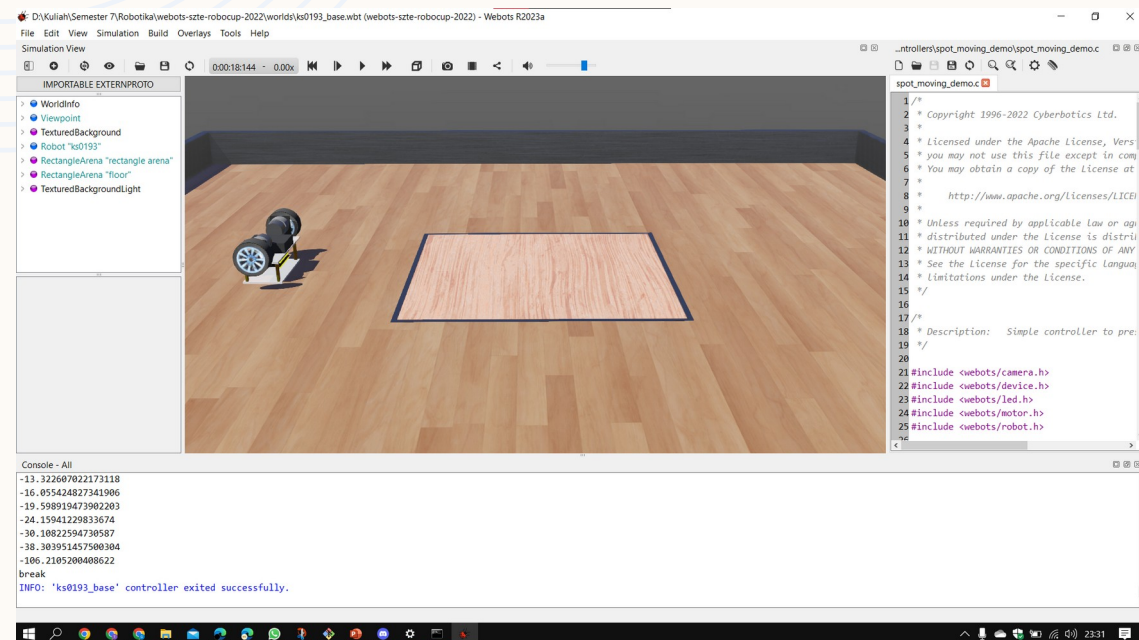 D:\Kuliah\Semester 7\Robotika\webots-szte-robocup-2022\worlds\ks0193_base.wbt (webots-szte-robocup-2022) - Webots R2023a
File Edit View Simulation Build Overlays Tools Help
Simulation View
...ntrollers\spot_moving_demo\spot_moving_demo.c
0:00:18:144 - 0.00x
IMPORTABLE EXTERNPROTO
spot_moving_demo.c
WorldInfo
Viewpoint
TexturedBackground
Robot "ks0193"
RectangleArena "rectangle arena"
RectangleArena "floor"
TexturedBackgroundLight
1 /*
2 * Copyright 1996-2022 Cyberbotics Ltd.
3 *
4 * Licensed under the Apache License, Vers
5 * you may not use this file except in com
6 * You may obtain a copy of the License at
7 *
8 * http://www.apache.org/licenses/LICE
9 *
10 * Unless required by applicable law or ag
11 * distributed under the License is distri
12 * WITHOUT WARRANTIES OR CONDITIONS OF ANY
13 * See the License for the specific langua
14 * limitations under the License.
15 */
16
17 /*
18 * Description: Simple controller to pre
19 */
20
21 #include <webots/camera.h>
22 #include <webots/device.h>
23 #include <webots/led.h>
24 #include <webots/motor.h>
25 #include <webots/robot.h>
Console - All
-13.322607022173118
-16.055424827341906
-19.598919473902203
-24.15941229833674
-30.10822594730587
-38.303951457500304
-106.2105200408622
break
INFO: 'ks0193_base' controller exited successfully.
23:31